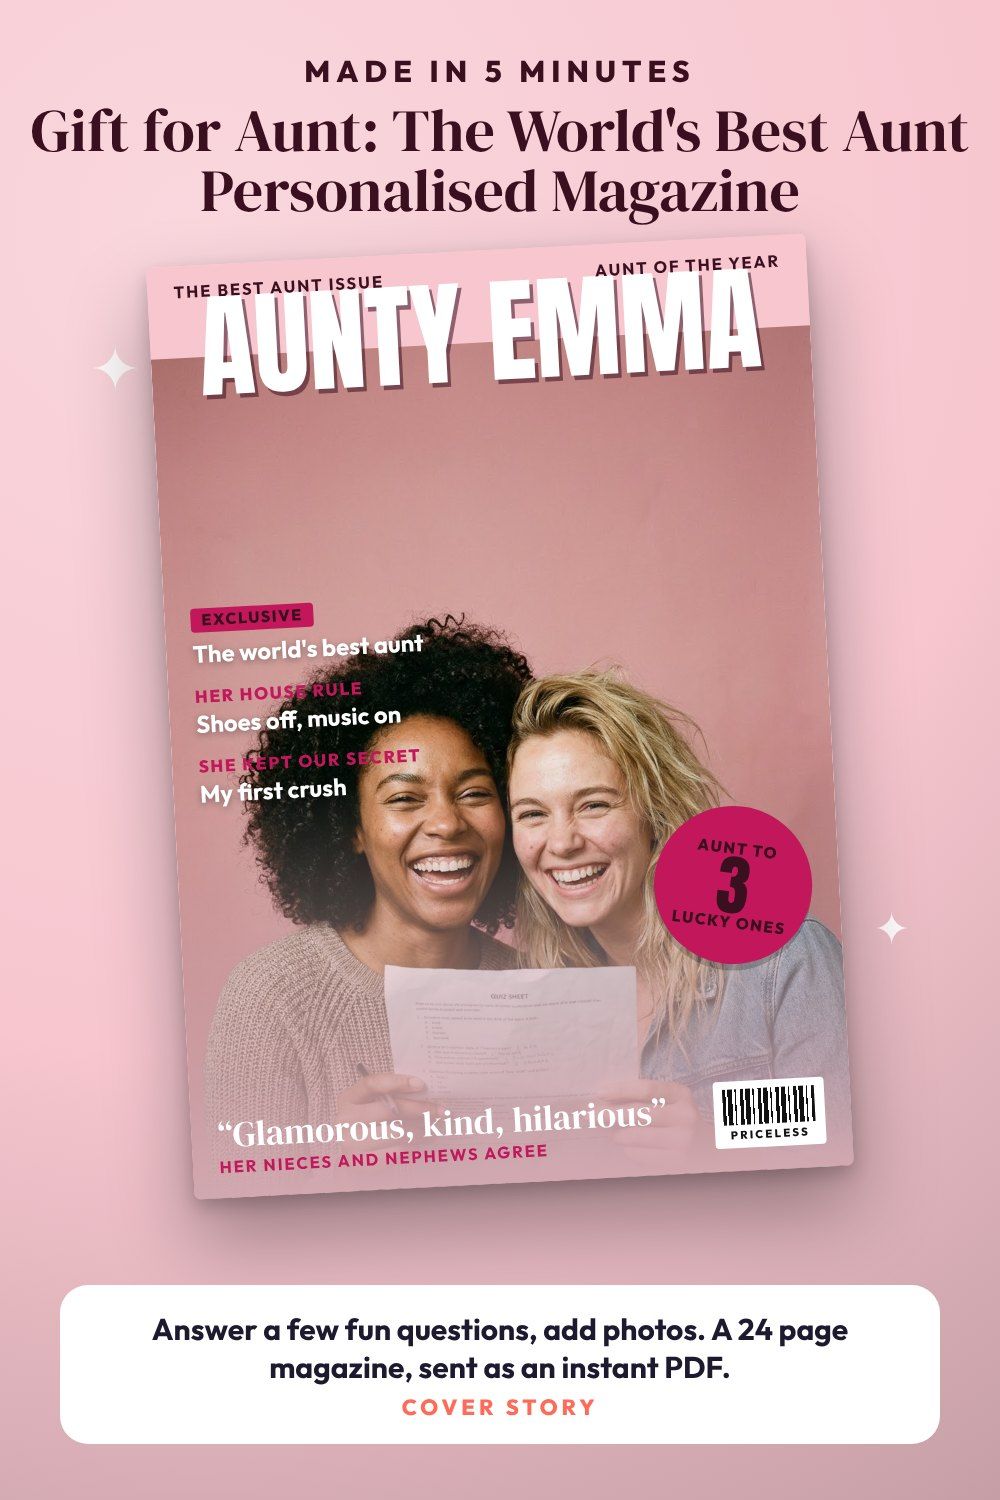 MADE IN 5 MINUTES
Gift for Aunt: The World's Best Aunt
Personalised Magazine
THE BEST AUNT ISSUE
AUNT OF THE YEAR
AUNTY EMMA
EXCLUSIVE
The world's best aunt
HER HOUSE RULE
Shoes off, music on
SHE KEPT OUR SECRET
My first crush
AUNT TO
3
LUCKY ONES
QUIZ SHEET
“Glamorous, kind, hilarious”
HER NIECES AND NEPHEWS AGREE
PRICELESS
Answer a few fun questions, add photos. A 24 page
magazine, sent as an instant PDF.
COVER STORY